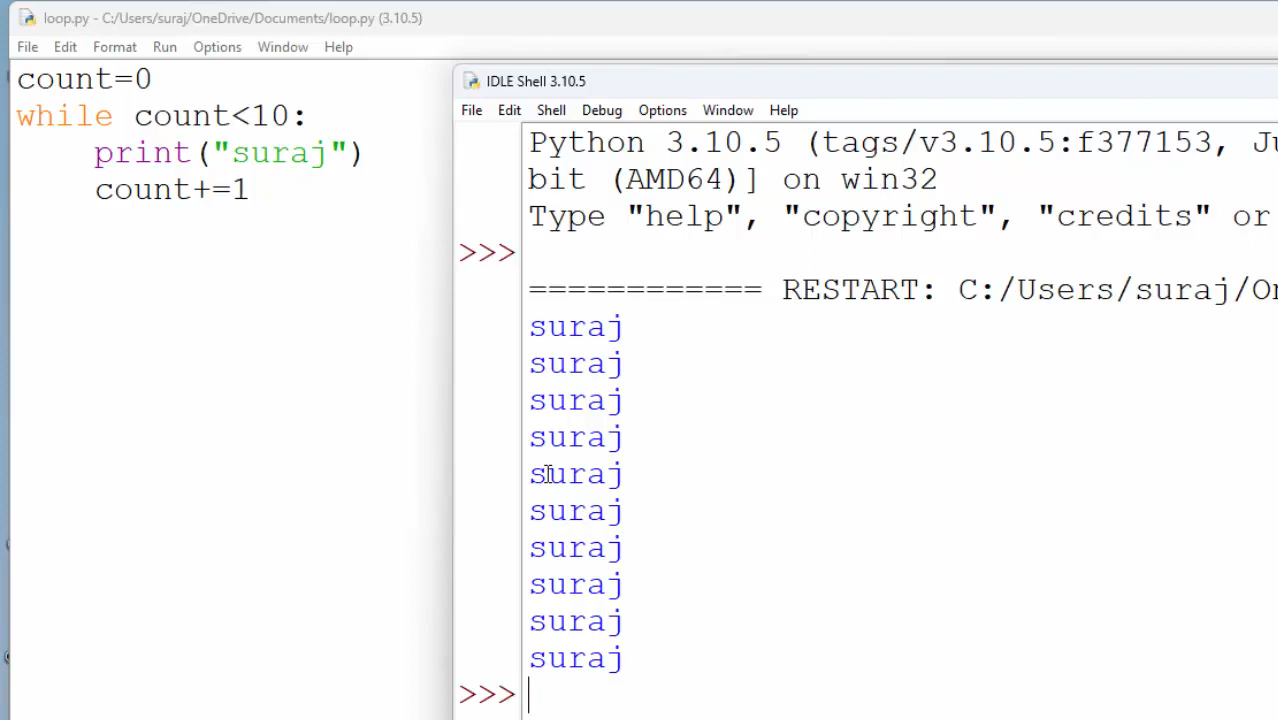 loop.py - C:/Users/suraj/OneDrive/Documents/loop.py (3.10.5)
File Edit Format Run Options Window Help
count=0
while count<10:
    print("suraj")
    count+=1
IDLE Shell 3.10.5
File Edit Shell Debug Options Window Help
Python 3.10.5 (tags/v3.10.5:f377153, Ju
bit (AMD64)] on win32
Type "help", "copyright", "credits" or
>>>
============ RESTART: C:/Users/suraj/On
suraj
suraj
suraj
suraj
suraj
suraj
suraj
suraj
suraj
suraj
>>>